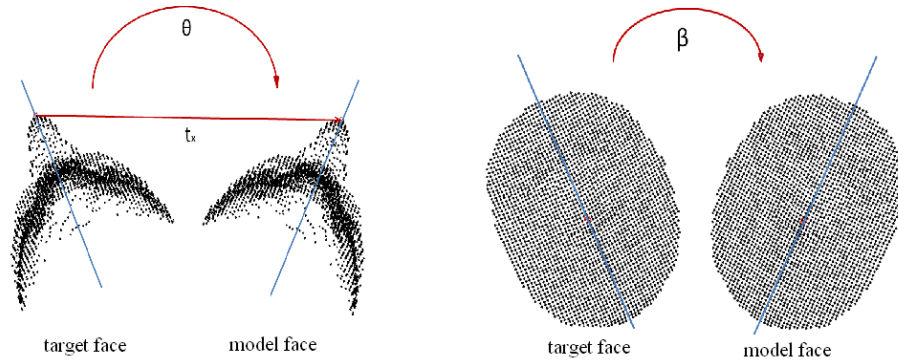 θ
β
tₓ
target face
model face
target face
model face